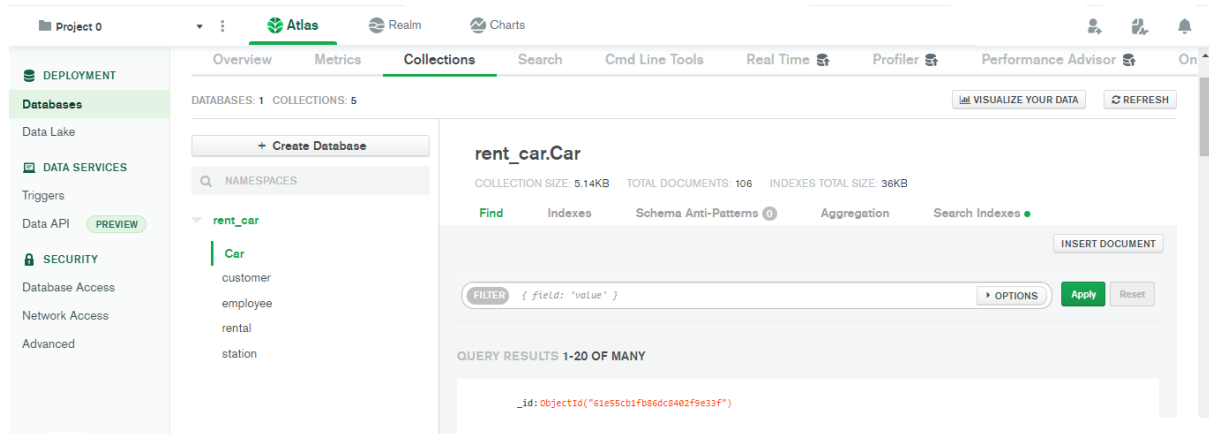 Project 0
Atlas
Realm
Charts
DEPLOYMENT
Databases
Data Lake
DATA SERVICES
Triggers
Data API PREVIEW
SECURITY
Database Access
Network Access
Advanced
Overview Metrics Collections Search Cmd Line Tools Real Time Profiler Performance Advisor On
DATABASES: 1 COLLECTIONS: 5
VISUALIZE YOUR DATA
REFRESH
+ Create Database
NAMESPACES
rent_car
Car
customer
employee
rental
station
rent_car.Car
COLLECTION SIZE: 5.14KB TOTAL DOCUMENTS: 106 INDEXES TOTAL SIZE: 36KB
Find Indexes Schema Anti-Patterns 0 Aggregation Search Indexes
INSERT DOCUMENT
FILTER { field: 'value' } OPTIONS Apply Reset
QUERY RESULTS 1-20 OF MANY
_id: ObjectId("61e55cb1fb86dc8402f9e33f")